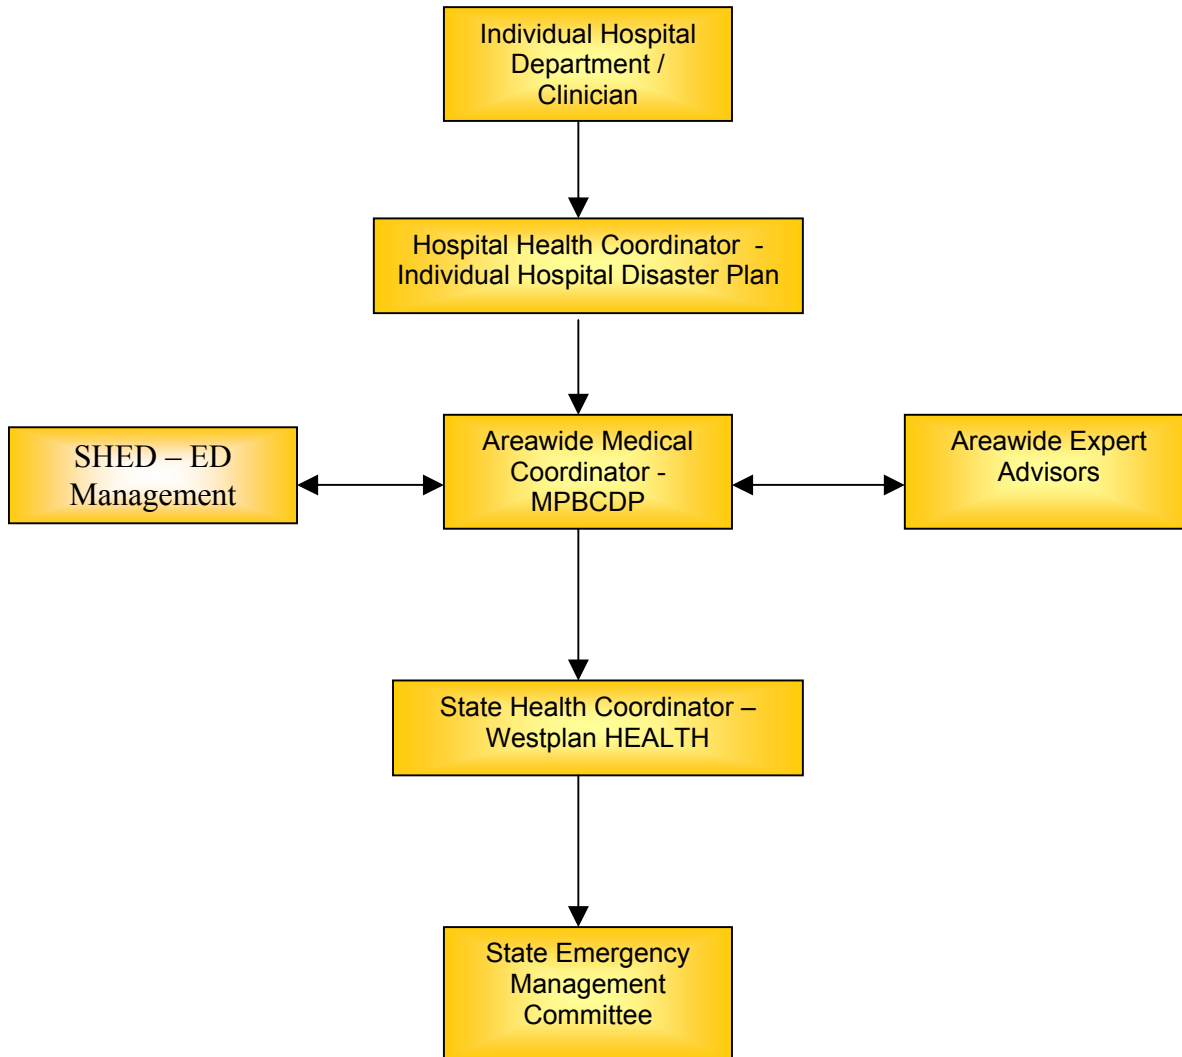 Individual Hospital
Department /
Clinician
Hospital Health Coordinator -
Individual Hospital Disaster Plan
SHED – ED
Management
Areawide Medical
Coordinator -
MPBCDP
Areawide Expert
Advisors
State Health Coordinator –
Westplan HEALTH
State Emergency
Management
Committee